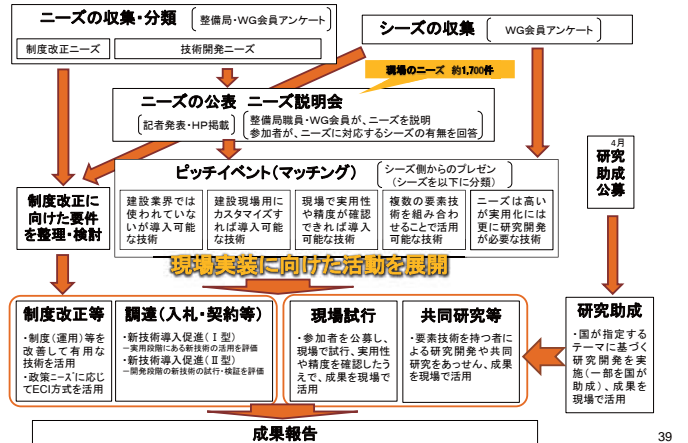 ニーズの収集・分類
整備局・WG会員アンケート
制度改正ニーズ
技術開発ニーズ
シーズの収集
WG会員アンケート
現場のニーズ 約1,700件
ニーズの公表 ニーズ説明会
記者発表・HP掲載
整備局職員・WG会員が、ニーズを説明
参加者が、ニーズに対応するシーズの有無を回答
ピッチイベント(マッチング)
シーズ側からのプレゼン
(シーズを以下に分類)
建設業界では
使われていな
いが導入可能
な技術
建設現場用に
カスタマイズす
れば導入可能
な技術
現場で実用性
や精度が確認
できれば導入
可能な技術
複数の要素技
術を組み合わ
せることで活用
可能な技術
ニーズは高い
が実用化には
更に研究開発
が必要な技術
4月
研究
助成
公募
制度改正に
向けた要件
を整理・検討
現場実装に向けた活動を展開
制度改正等
・制度(運用)等を
改善して有用な
技術を活用
・政策ニーズに応じ
てECI方式を活用
調達(入札・契約等)
・新技術導入促進(Ⅰ型)
－実用段階にある新技術の活用を評価
・新技術導入促進(Ⅱ型)
－開発段階の新技術の試行・検証を評価
現場試行
・参加者を公募し、
現場で試行、実用性
や精度を確認したう
えで、成果を現場で
活用
共同研究等
・要素技術を持つ者に
よる研究開発や共同
研究をあっせん、成果
を現場で活用
研究助成
・国が指定する
テーマに基づく
研究開発を実
施(一部を国が
助成)、成果を
現場で活用
成果報告
39